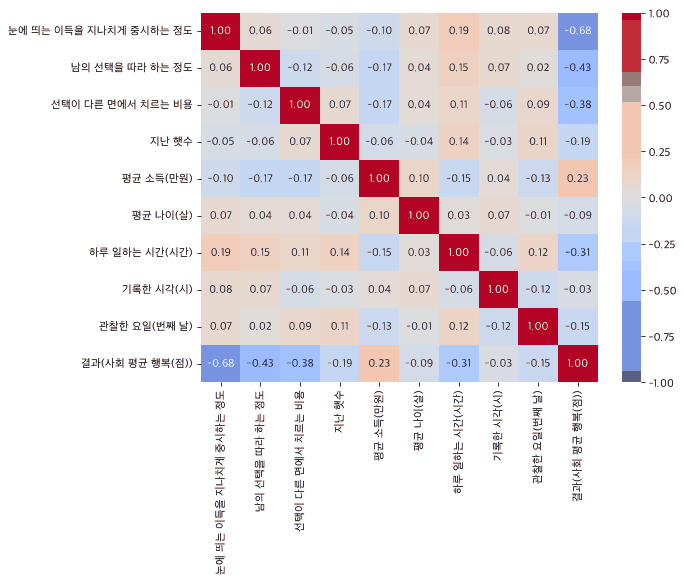 눈에 띄는 이득을 지나치게 중시하는 정도 1.00 0.06 -0.01 -0.05 -0.10 0.07 0.19 0.08 0.07 -0.68
남의 선택을 따라 하는 정도 0.06 1.00 -0.12 -0.06 -0.17 0.04 0.15 0.07 0.02 -0.43
선택이 다른 면에서 치르는 비용 -0.01 -0.12 1.00 0.07 -0.17 0.04 0.11 -0.06 0.09 -0.38
지난 햇수 -0.05 -0.06 0.07 1.00 -0.06 -0.04 0.14 -0.03 0.11 -0.19
평균 소득(만원) -0.10 -0.17 -0.17 -0.06 1.00 0.10 -0.15 0.04 -0.13 0.23
평균 나이(살) 0.07 0.04 0.04 -0.04 0.10 1.00 0.03 0.07 -0.01 -0.09
하루 일하는 시간(시간) 0.19 0.15 0.11 0.14 -0.15 0.03 1.00 -0.06 0.12 -0.31
기록한 시각(시) 0.08 0.07 -0.06 -0.03 0.04 0.07 -0.06 1.00 -0.12 -0.03
관찰한 요일(번째 날) 0.07 0.02 0.09 0.11 -0.13 -0.01 0.12 -0.12 1.00 -0.15
결과(사회 평균 행복(점)) -0.68 -0.43 -0.38 -0.19 0.23 -0.09 -0.31 -0.03 -0.15 1.00
눈에 띄는 이득을 지나치게 중시하는 정도
남의 선택을 따라 하는 정도
선택이 다른 면에서 치르는 비용
지난 햇수
평균 소득(만원)
평균 나이(살)
하루 일하는 시간(시간)
기록한 시각(시)
관찰한 요일(번째 날)
결과(사회 평균 행복(점))
1.00
0.75
0.50
0.25
0.00
-0.25
-0.50
-0.75
-1.00